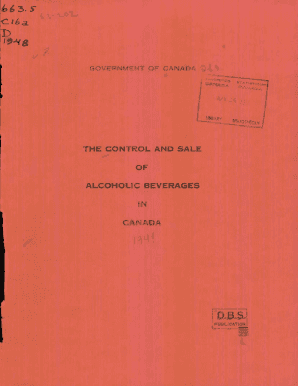 663.5
C16a
D
1948
GOVERNMENT OF CANADA
THE CONTROL AND SALE
OF
ALCOHOLIC BEVERAGES
IN
CANADA
D.B.S.